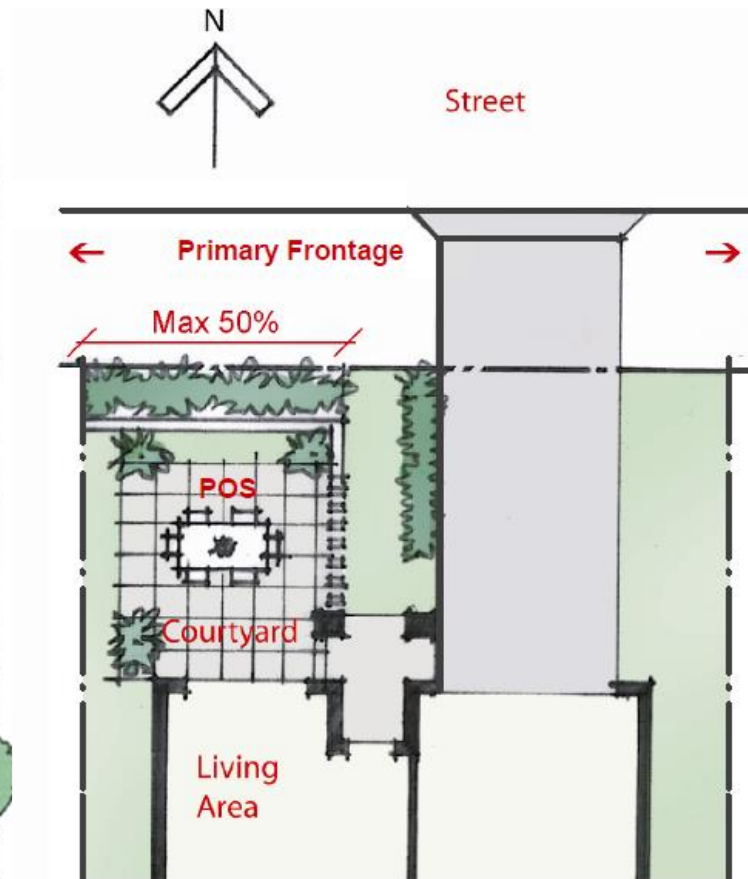 N
Street
Primary Frontage
Max 50%
POS
Courtyard
Living
Area